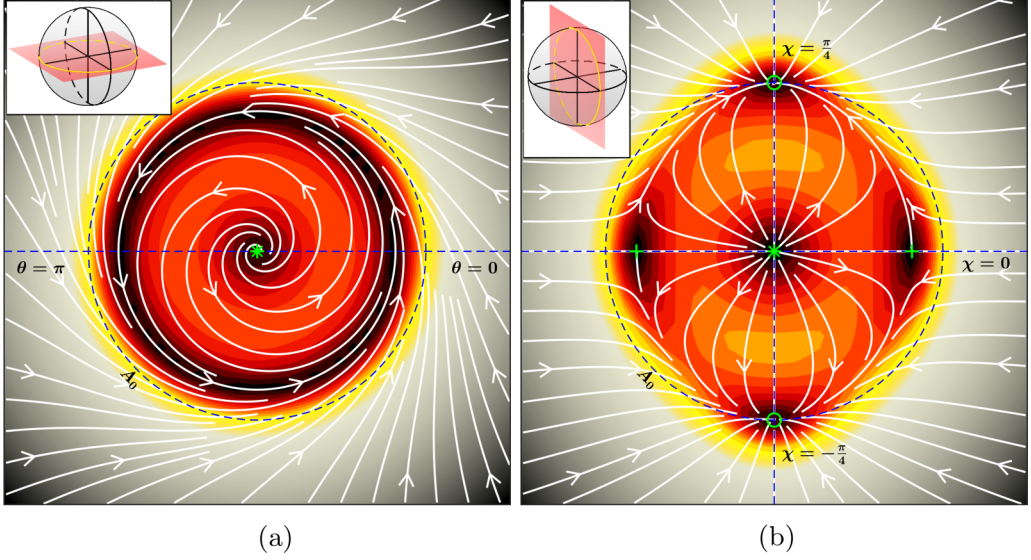 χ = π/4
θ = π
θ = 0
χ = 0
A₀
A₀
χ = −π/4
(a)
(b)